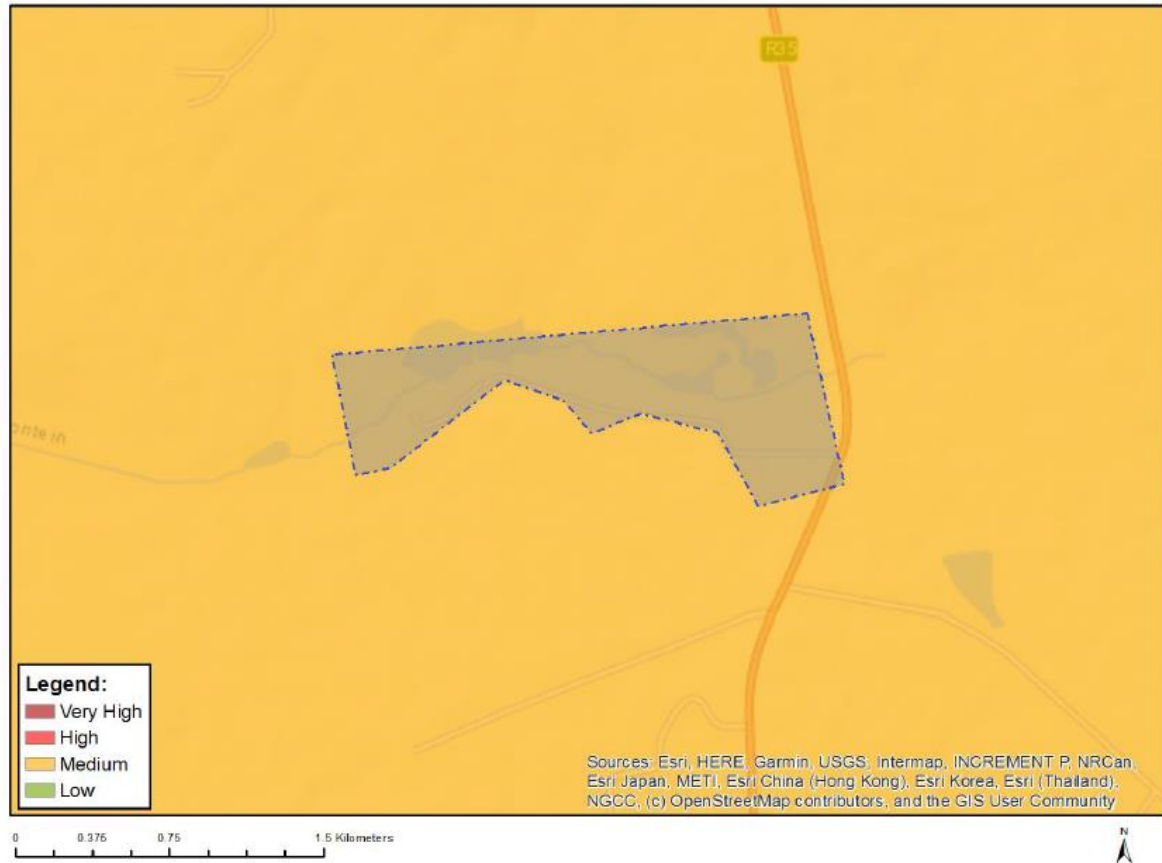 R35
Legend:
Very High
High
Medium
Low
Sources: Esri, HERE, Garmin, USGS, Intermap, INCREMENT P, NRCan,
Esri Japan, METI, Esri China (Hong Kong), Esri Korea, Esri (Thailand),
NGCC, (c) OpenStreetMap contributors, and the GIS User Community
0 0.375 0.75 1.5 Kilometers
N